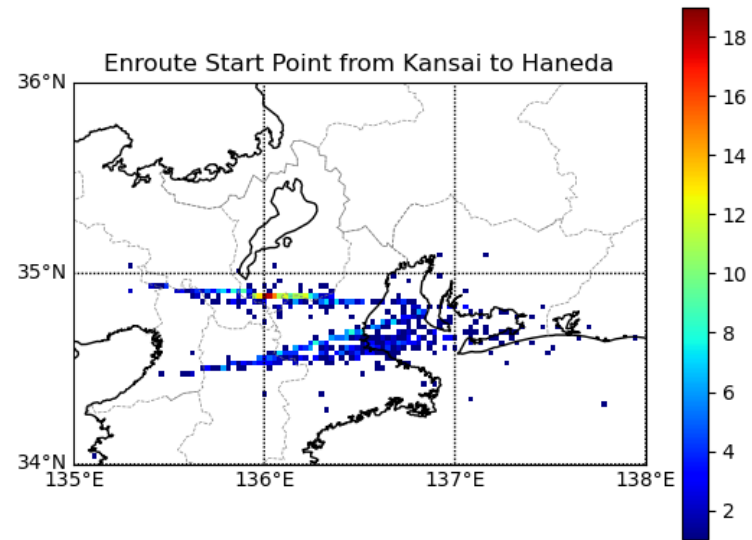 Enroute Start Point from Kansai to Haneda
36°N
35°N
34°N
135°E
136°E
137°E
138°E
18
16
14
12
10
8
6
4
2